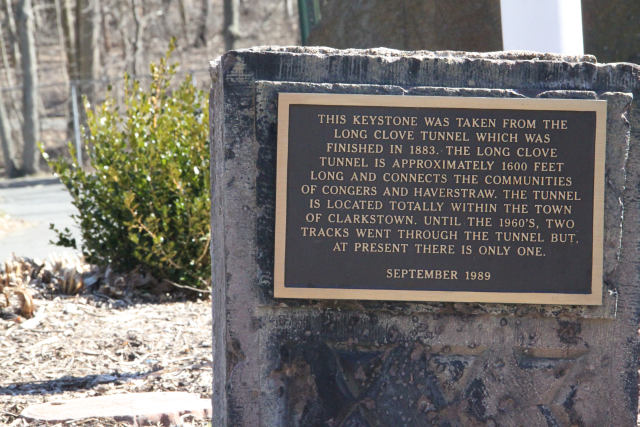 THIS KEYSTONE WAS TAKEN FROM THE
LONG CLOVE TUNNEL WHICH WAS
FINISHED IN 1883. THE LONG CLOVE
TUNNEL IS APPROXIMATELY 1600 FEET
LONG AND CONNECTS THE COMMUNITIES
OF CONGERS AND HAVERSTRAW. THE TUNNEL
IS LOCATED TOTALLY WITHIN THE TOWN
OF CLARKSTOWN. UNTIL THE 1960'S, TWO
TRACKS WENT THROUGH THE TUNNEL BUT,
AT PRESENT THERE IS ONLY ONE.
SEPTEMBER 1989